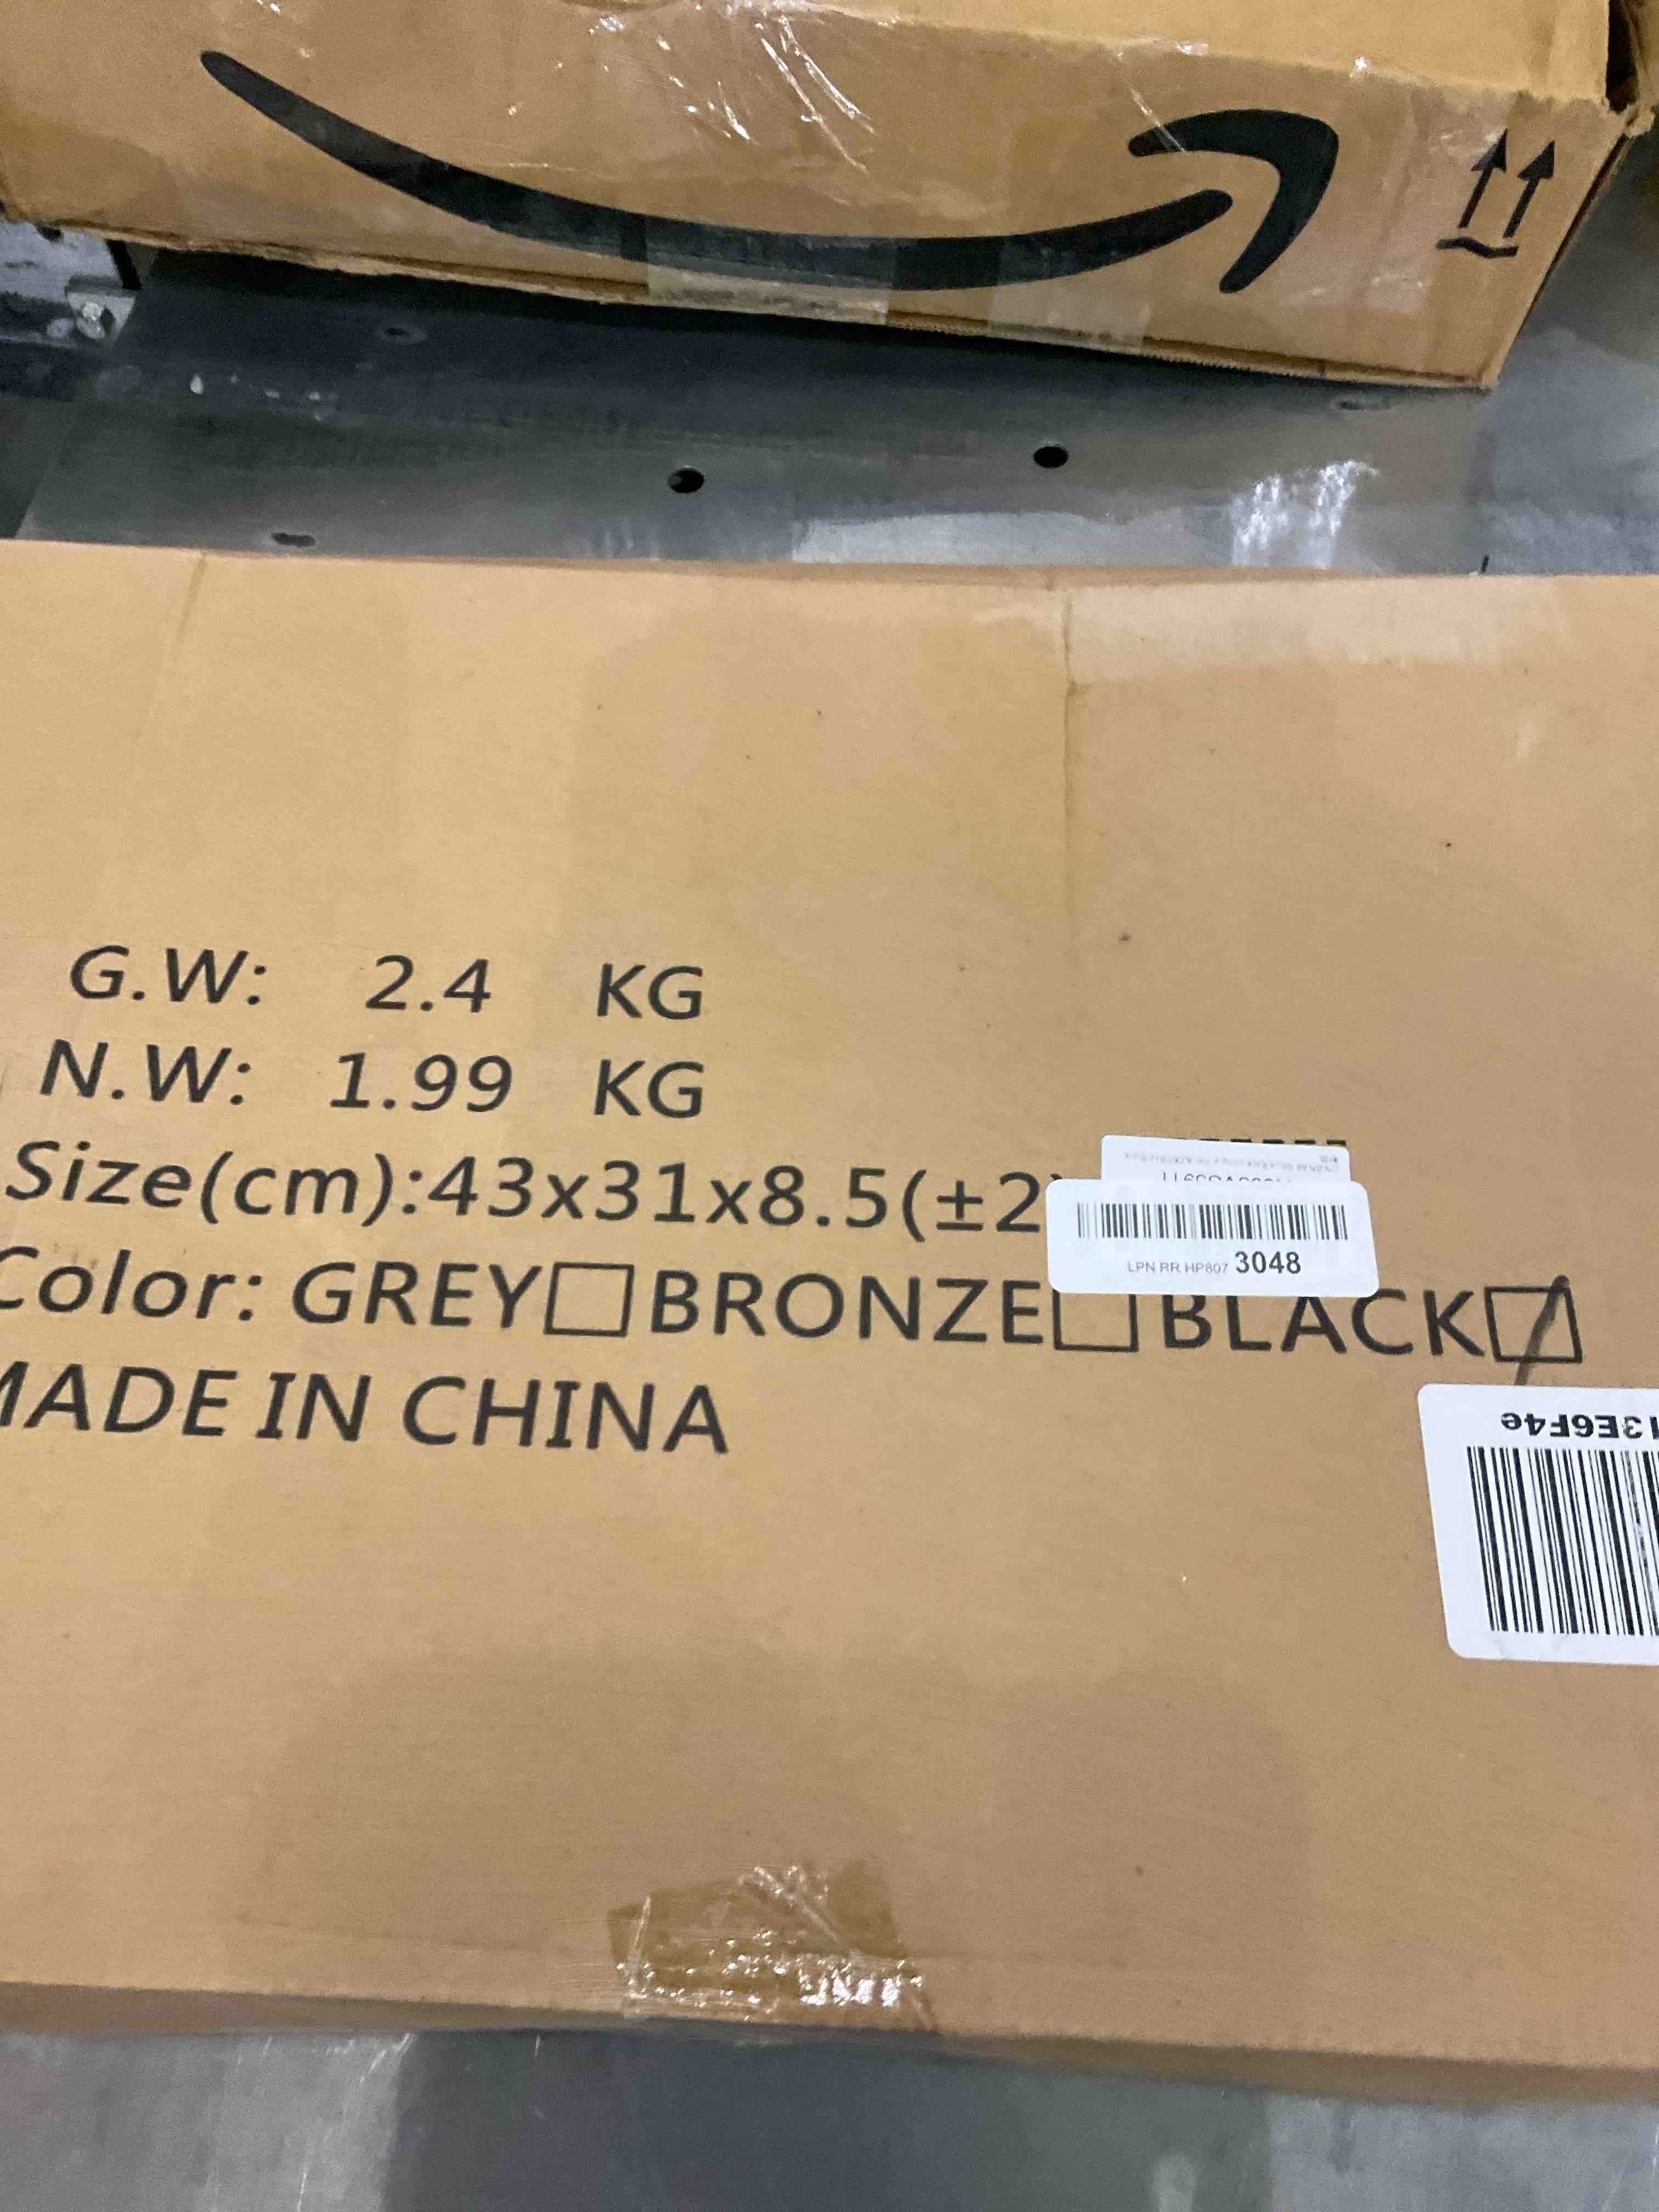 G.W: 2.4 KG
N.W: 1.99 KG
Size(cm):43x31x8.5(±2
LPN RR HP807 3048
Color: GREY☐BRONZE☐BLACK☑
MADE IN CHINA
13E6F4e